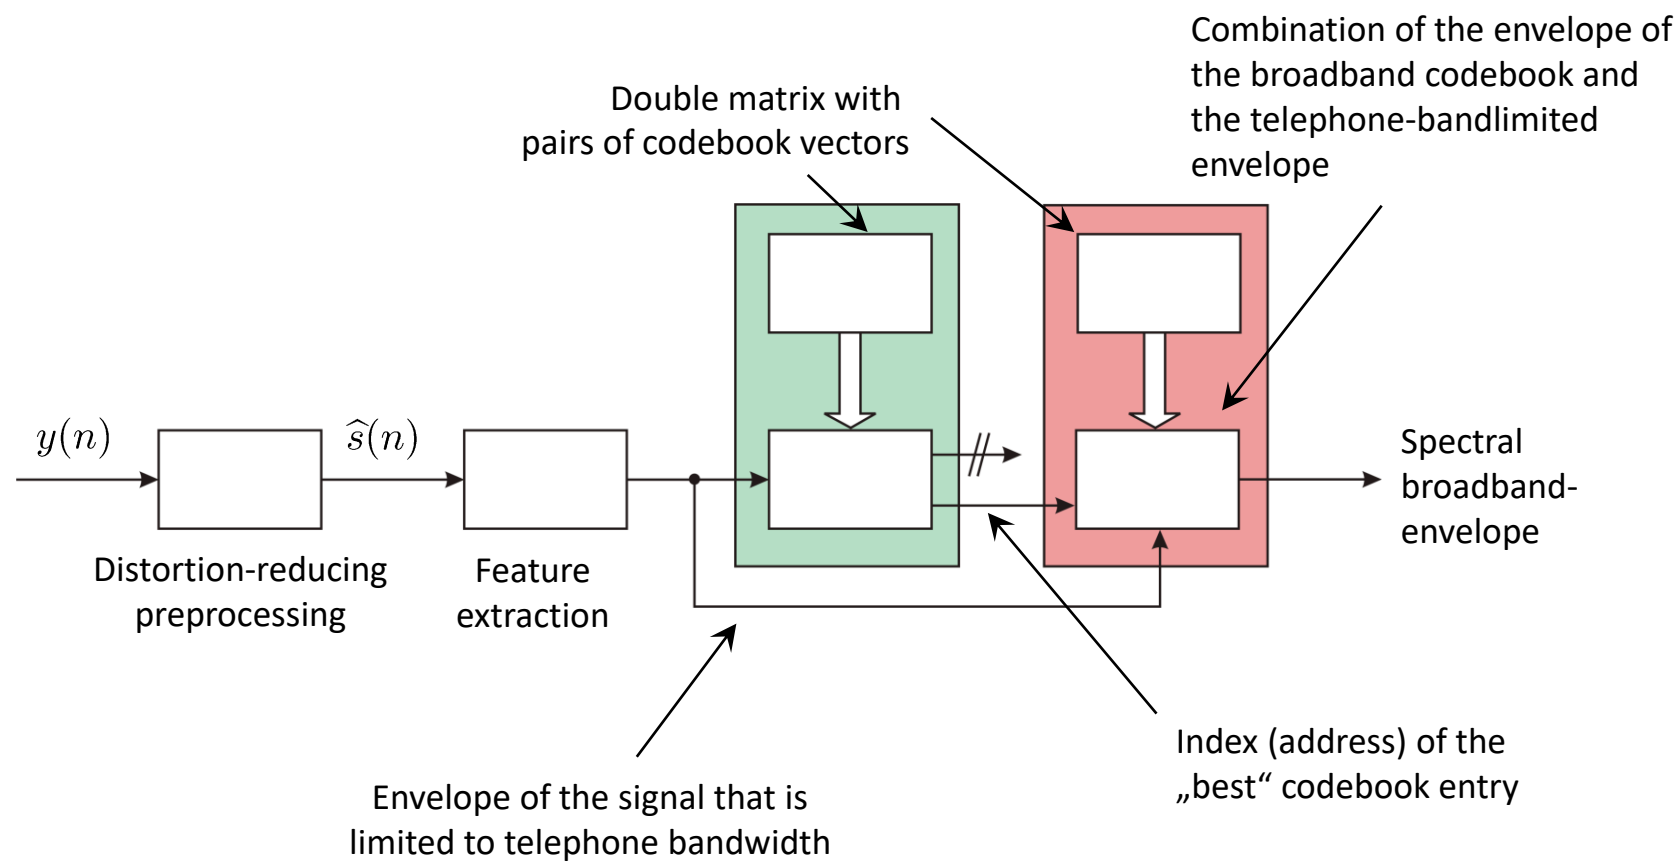 Combination of the envelope of
the broadband codebook and
the telephone-bandlimited
envelope
Double matrix with
pairs of codebook vectors
y(n)
ŝ(n)
Spectral
broadband-
envelope
Distortion-reducing
preprocessing
Feature
extraction
Index (address) of the
„best“ codebook entry
Envelope of the signal that is
limited to telephone bandwidth